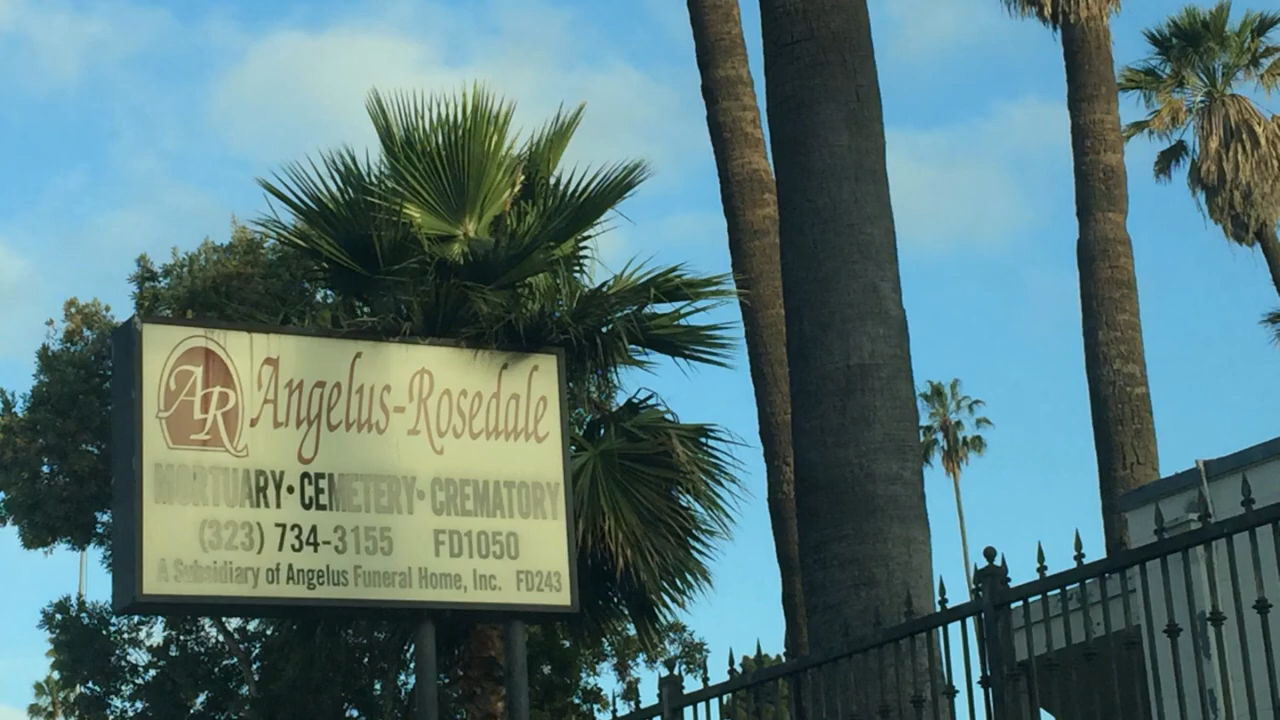 AR Angelus-Rosedale
MORTUARY • CEMETERY • CREMATORY
(323) 734-3155 FD1050
A Subsidiary of Angelus Funeral Home, Inc. FD243